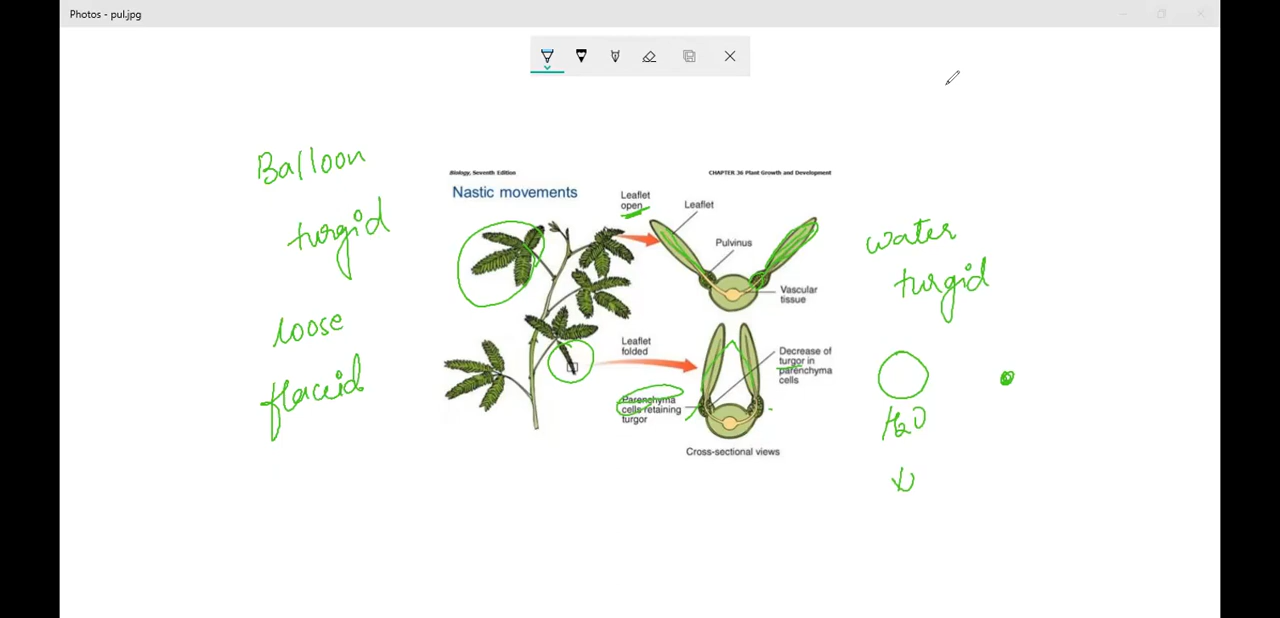 Photos - pul.jpg
Balloon
turgid
loose
flaccid
Biology, Seventh Edition
CHAPTER 36 Plant Growth and Development
Nastic movements
Leaflet
open
Leaflet
Pulvinus
Vascular
tissue
Leaflet
folded
Decrease of
turgor in
parenchyma
cells
Parenchyma
cells retaining
turgor
Cross-sectional views
water
turgid
H2O